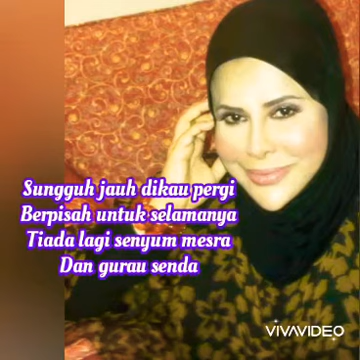 Sungguh jauh dikau pergi
Berpisah untuk selamanya
Tiada lagi senyum mesra
Dan gurau senda
VIVAVIDEO